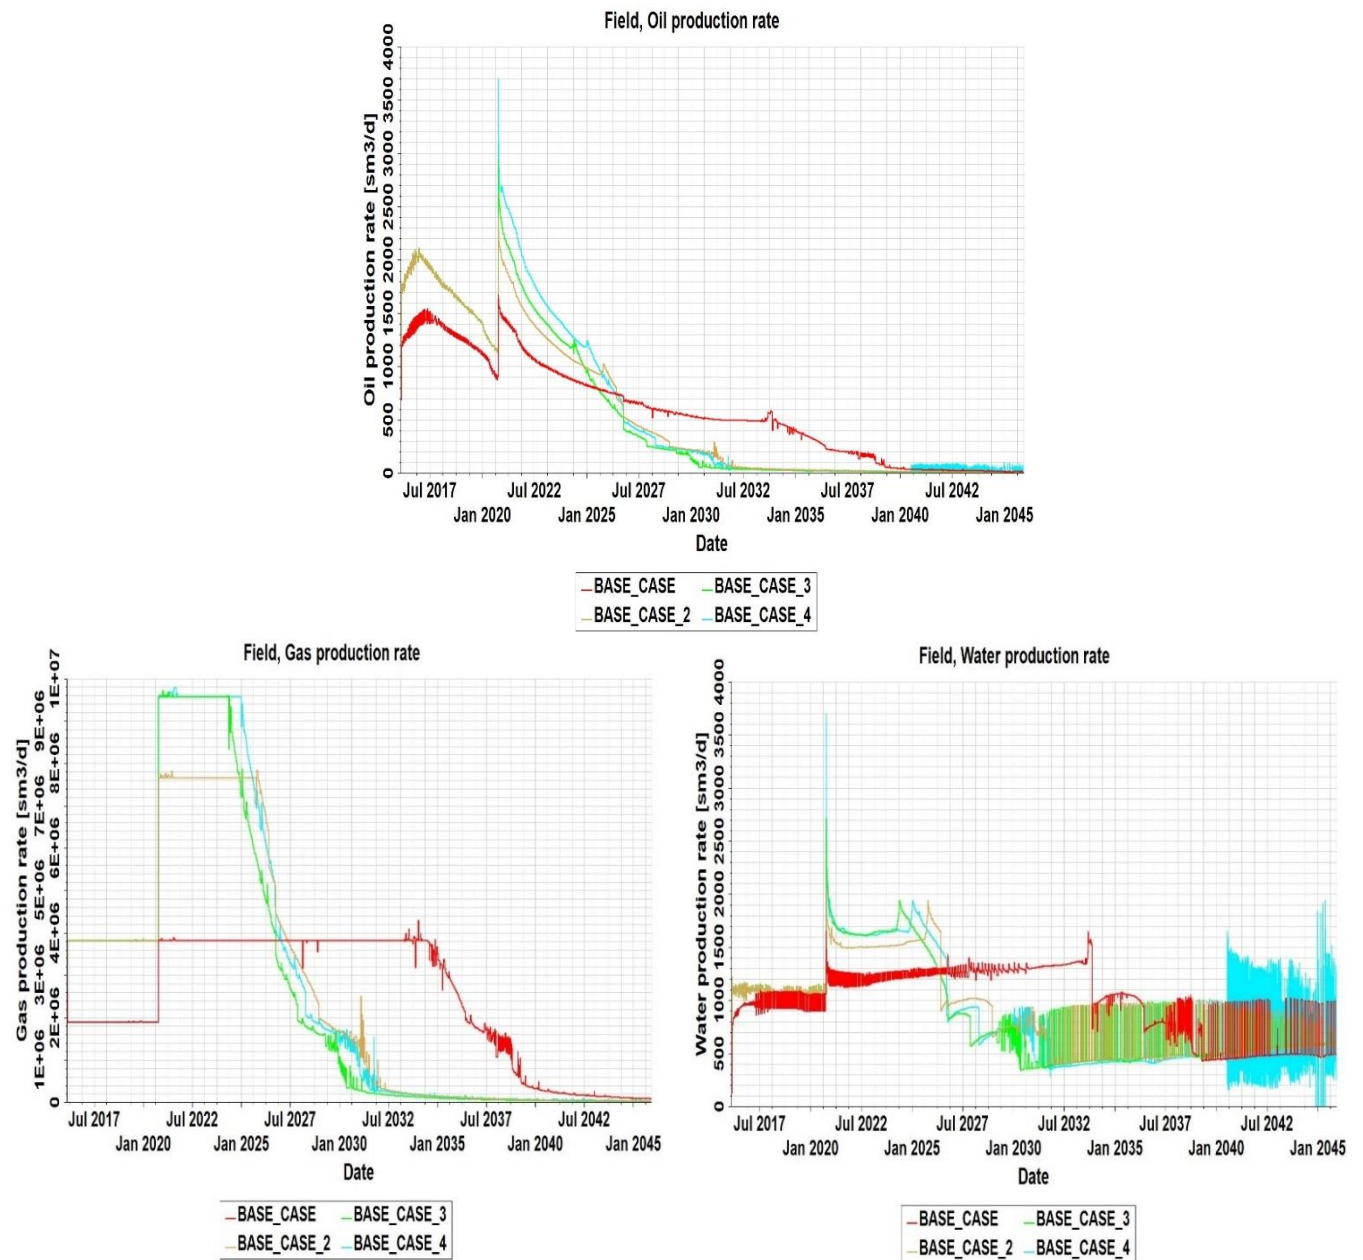 Field, Oil production rate
Oil production rate [sm3/d]
0 500 1000 1500 2000 2500 3000 3500 4000
Jul 2017 Jul 2022 Jul 2027 Jul 2032 Jul 2037 Jul 2042
Jan 2020 Jan 2025 Jan 2030 Jan 2035 Jan 2040 Jan 2045
Date
BASE_CASE BASE_CASE_3
BASE_CASE_2 BASE_CASE_4
Field, Gas production rate
Gas production rate [sm3/d]
0 1E+06 2E+06 3E+06 4E+06 5E+06 6E+06 7E+06 8E+06 9E+06 1E+07
Jul 2017 Jul 2022 Jul 2027 Jul 2032 Jul 2037 Jul 2042
Jan 2020 Jan 2025 Jan 2030 Jan 2035 Jan 2040 Jan 2045
Date
BASE_CASE BASE_CASE_3
BASE_CASE_2 BASE_CASE_4
Field, Water production rate
Water production rate [sm3/d]
0 500 1000 1500 2000 2500 3000 3500 4000
Jul 2017 Jul 2022 Jul 2027 Jul 2032 Jul 2037 Jul 2042
Jan 2020 Jan 2025 Jan 2030 Jan 2035 Jan 2040 Jan 2045
Date
BASE_CASE BASE_CASE_3
BASE_CASE_2 BASE_CASE_4